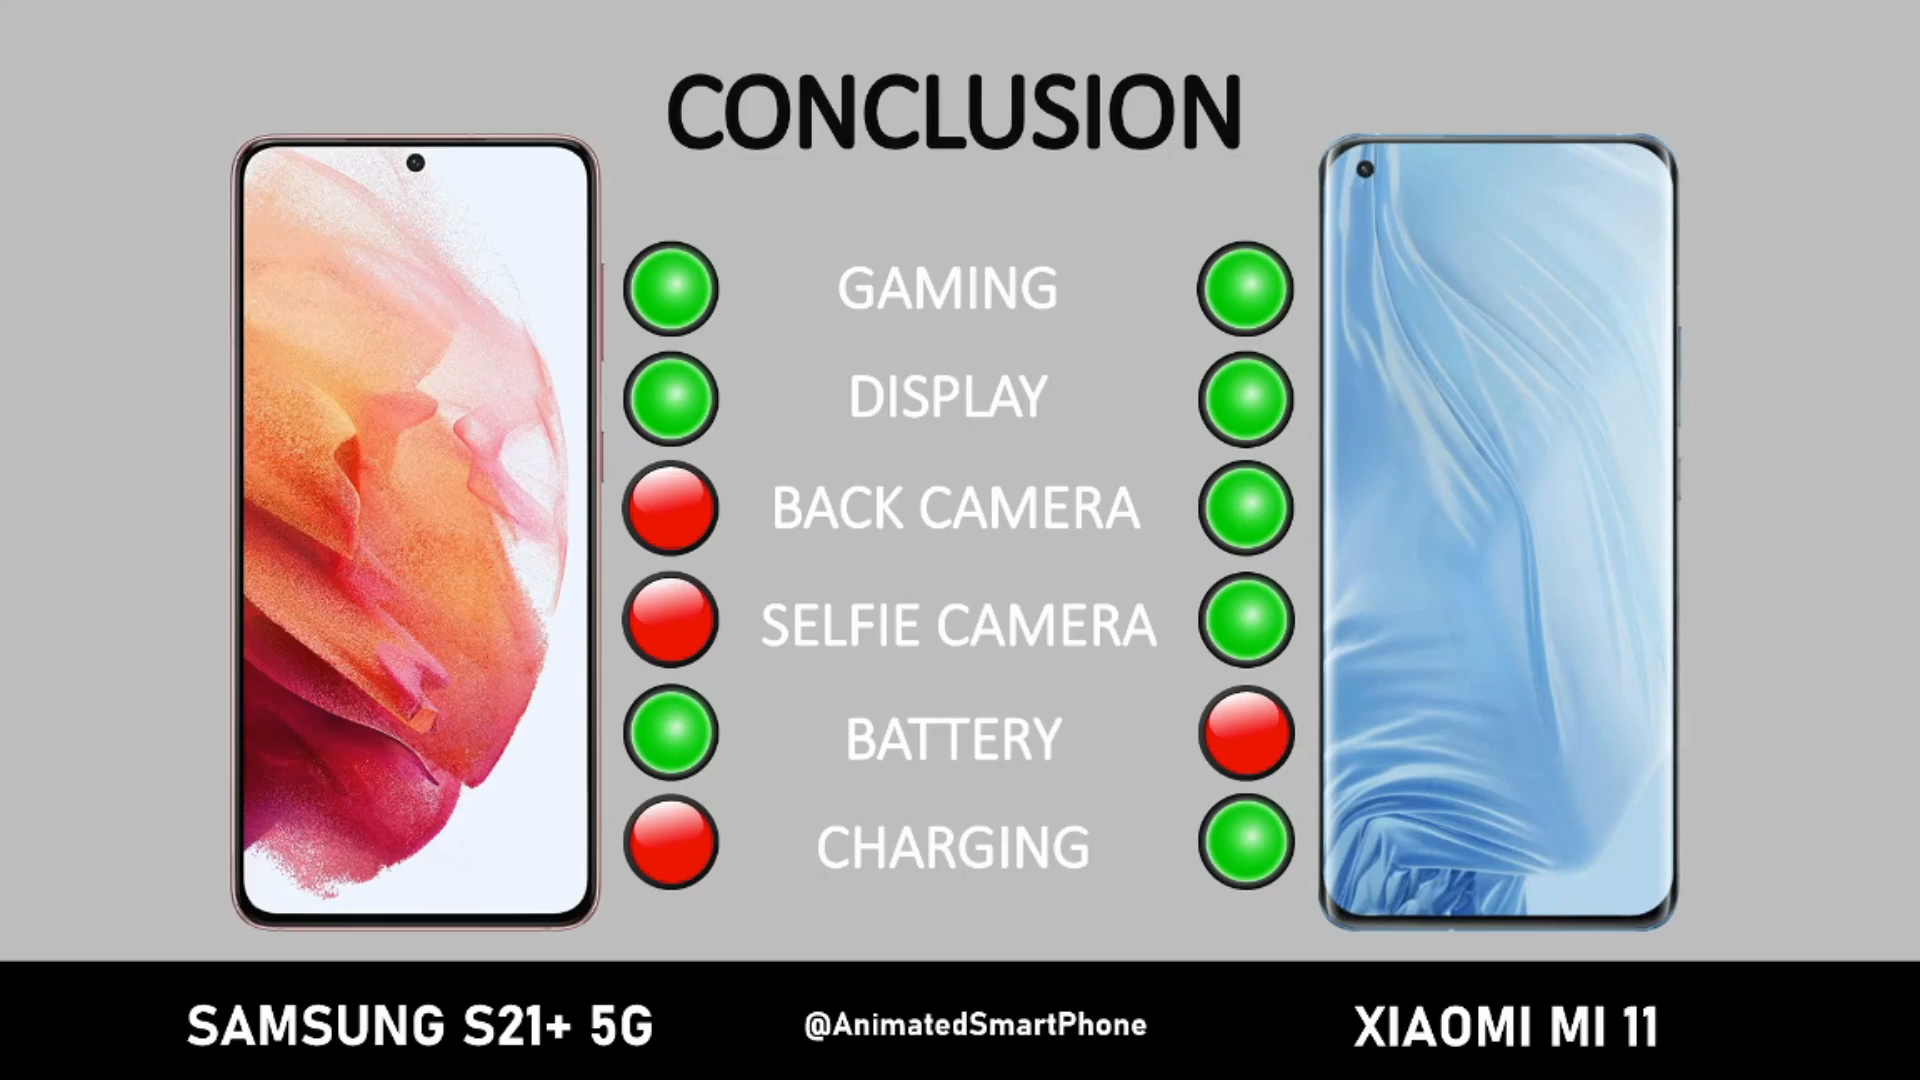 CONCLUSION
GAMING
DISPLAY
BACK CAMERA
SELFIE CAMERA
BATTERY
CHARGING
SAMSUNG S21+ 5G
@AnimatedSmartPhone
XIAOMI MI 11